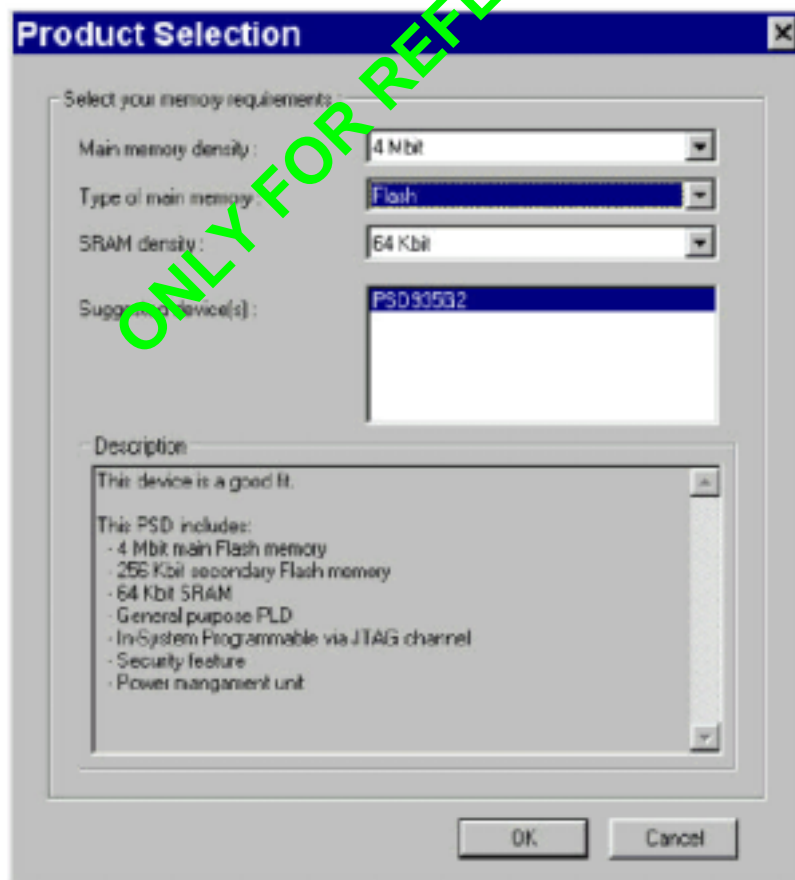 Product Selection
Select your memory requirements :
Main memory density : 4 Mbit
Type of main memory : Flash
SRAM density : 64 Kbit
Suggested device(s) : PSD935G2
Description
This device is a good fit.
This PSD includes:
- 4 Mbit main Flash memory
- 256 Kbit secondary Flash memory
- 64 Kbit SRAM
- General purpose PLD
- In-System Programmable via JTAG channel
- Security feature
- Power mangament unit
OK Cancel
ONLY FOR